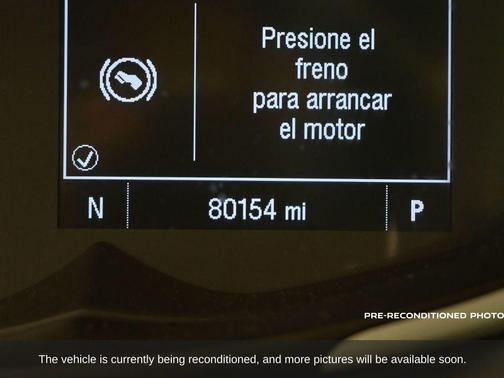 Presione el
freno
para arrancar
el motor
N 80154 mi P
PRE-RECONDITIONED PHOTO
The vehicle is currently being reconditioned, and more pictures will be available soon.